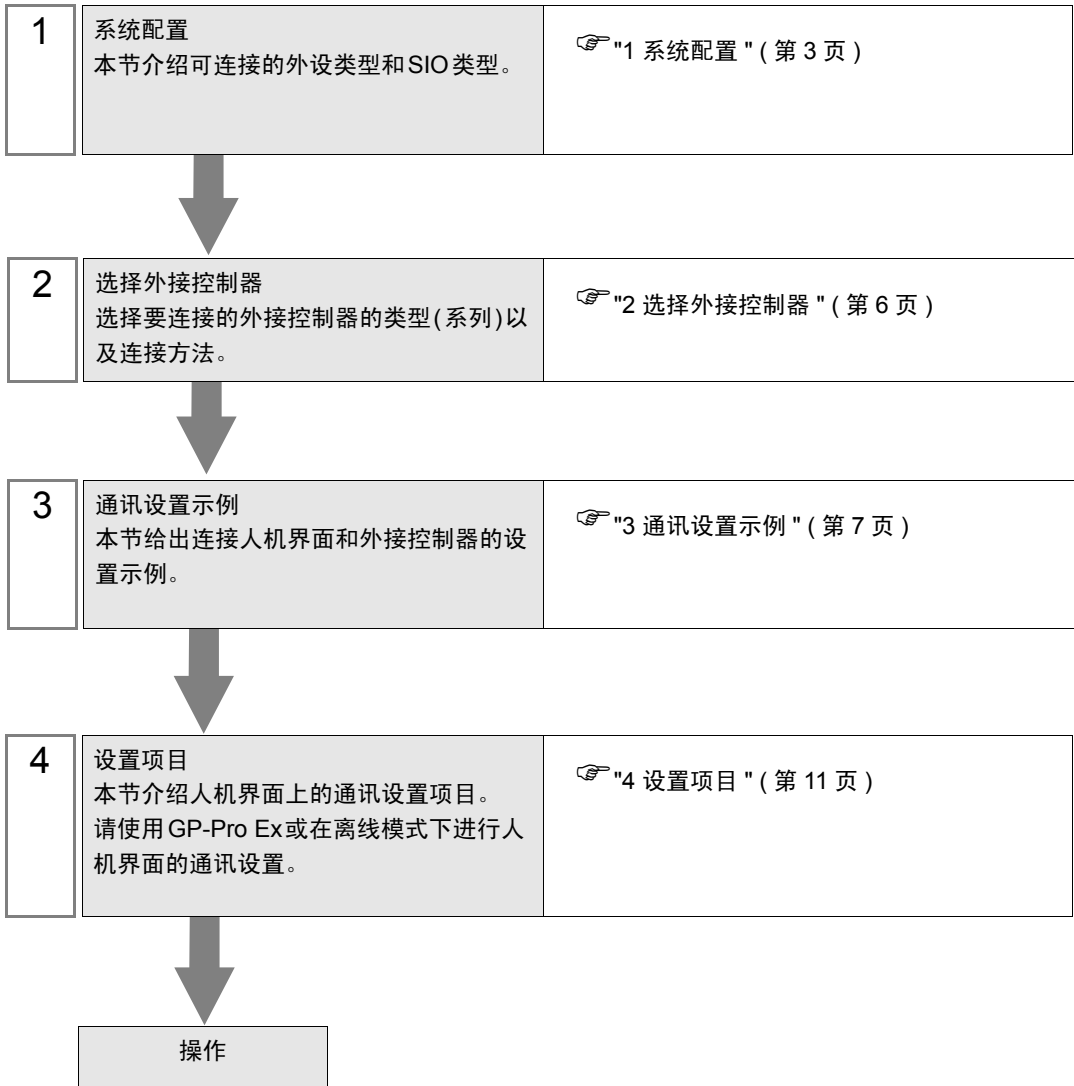 1
系统配置
本节介绍可连接的外设类型和SIO类型。
☞"1 系统配置 " ( 第 3 页 )
2
选择外接控制器
选择要连接的外接控制器的类型(系列)以
及连接方法。
☞"2 选择外接控制器 " ( 第 6 页 )
3
通讯设置示例
本节给出连接人机界面和外接控制器的设
置示例。
☞"3 通讯设置示例 " ( 第 7 页 )
4
设置项目
本节介绍人机界面上的通讯设置项目。
请使用GP-Pro Ex或在离线模式下进行人
机界面的通讯设置。
☞"4 设置项目 " ( 第 11 页 )
操作